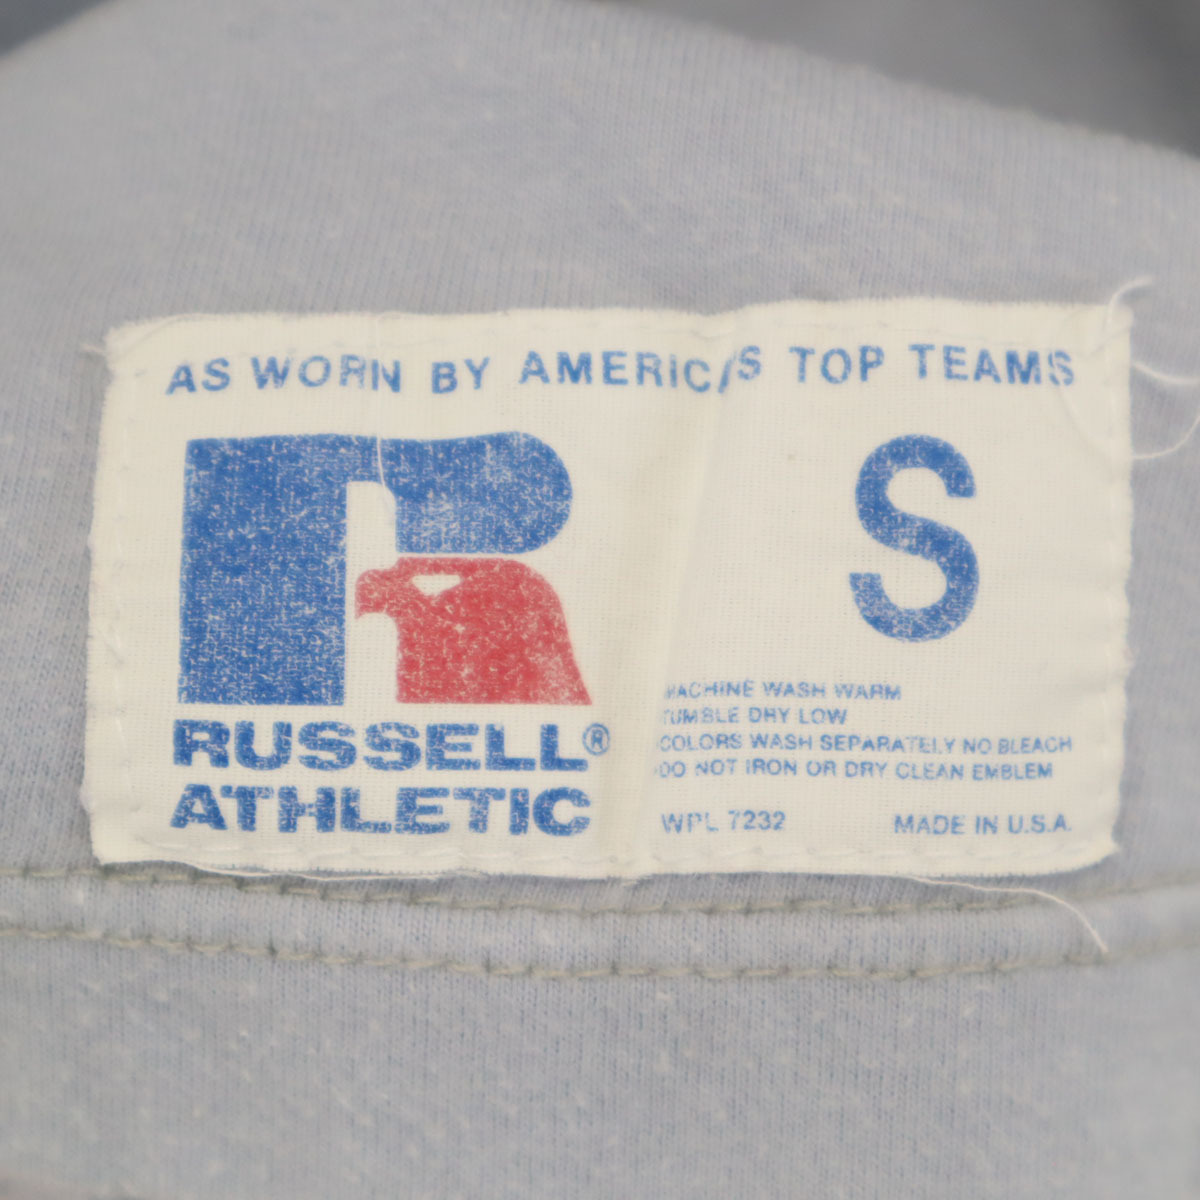 AS WORN BY AMERICA'S TOP TEAMS
R
S
RUSSELL®
ATHLETIC
MACHINE WASH WARM
TUMBLE DRY LOW
COLORS WASH SEPARATELY NO BLEACH
DO NOT IRON OR DRY CLEAN EMBLEM
WPL 7232 MADE IN U.S.A.